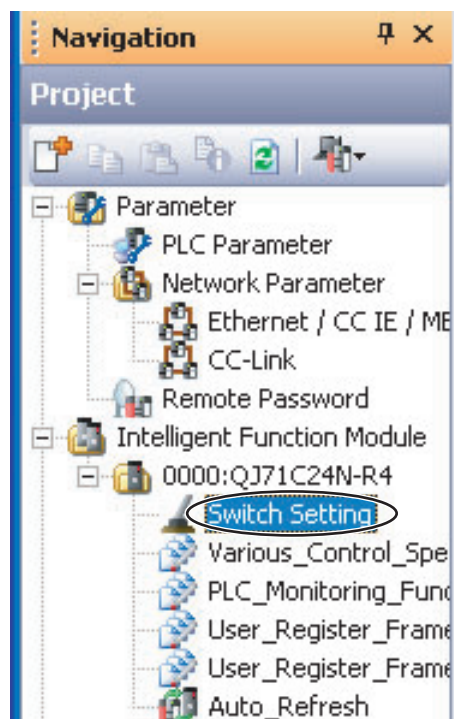 Navigation
Project
Parameter
PLC Parameter
Network Parameter
Ethernet / CC IE / ME
CC-Link
Remote Password
Intelligent Function Module
0000:QJ71C24N-R4
Switch Setting
Various_Control_Spe
PLC_Monitoring_Func
User_Register_Frame
User_Register_Frame
Auto_Refresh